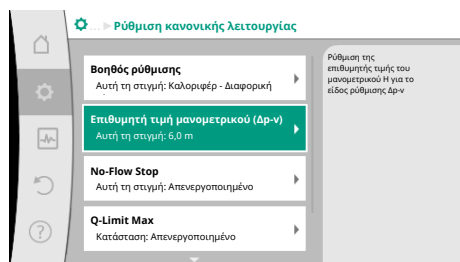 ... Ρύθμιση κανονικής λειτουργίας
Βοηθός ρύθμισης
Αυτή τη στιγμή: Καλοριφέρ - Διαφορική
Επιθυμητή τιμή μανομετρικού (Δp-v)
Αυτή τη στιγμή: 6,0 m
No-Flow Stop
Αυτή τη στιγμή: Απενεργοποιημένο
Q-Limit Max
Κατάσταση: Απενεργοποιημένο
Ρύθμιση της
επιθυμητής τιμής του
μανομετρικού H για το
είδος ρύθμισης Δp-v
?